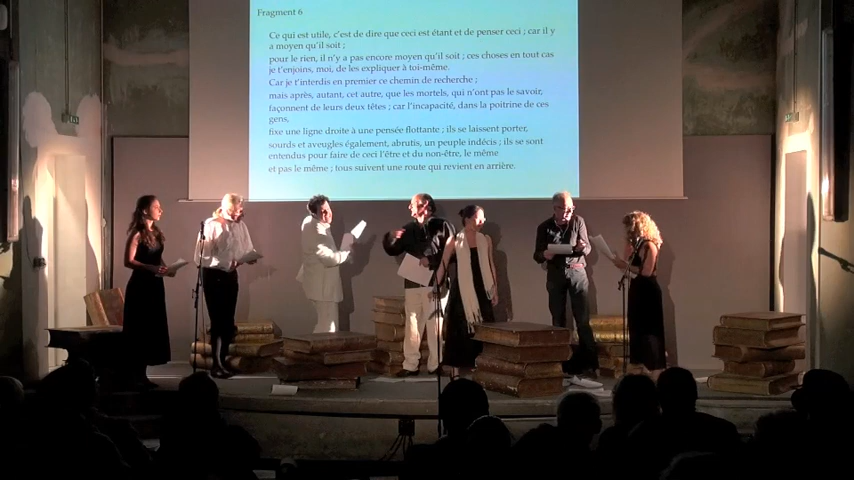 Fragment 6
Ce qui est utile, c'est de dire que ceci est étant et de penser ceci ; car il y
a moyen qu'il soit ;
pour le rien, il n'y a pas encore moyen qu'il soit ; ces choses en tout cas
je t'enjoins, moi, de les expliquer à toi-même.
Car je t'interdis en premier ce chemin de recherche ;
mais après, autant, cet autre, que les mortels, qui n'ont pas le savoir,
façonnent de leurs deux têtes ; car l'incapacité, dans la poitrine de ces
gens,
fixe une ligne droite à une pensée flottante ; ils se laissent porter,
sourds et aveugles également, abrutis, un peuple indécis ; ils se sont
entendus pour faire de ceci l'être et du non-être, le même
et pas le même ; tous suivent une route qui revient en arrière.